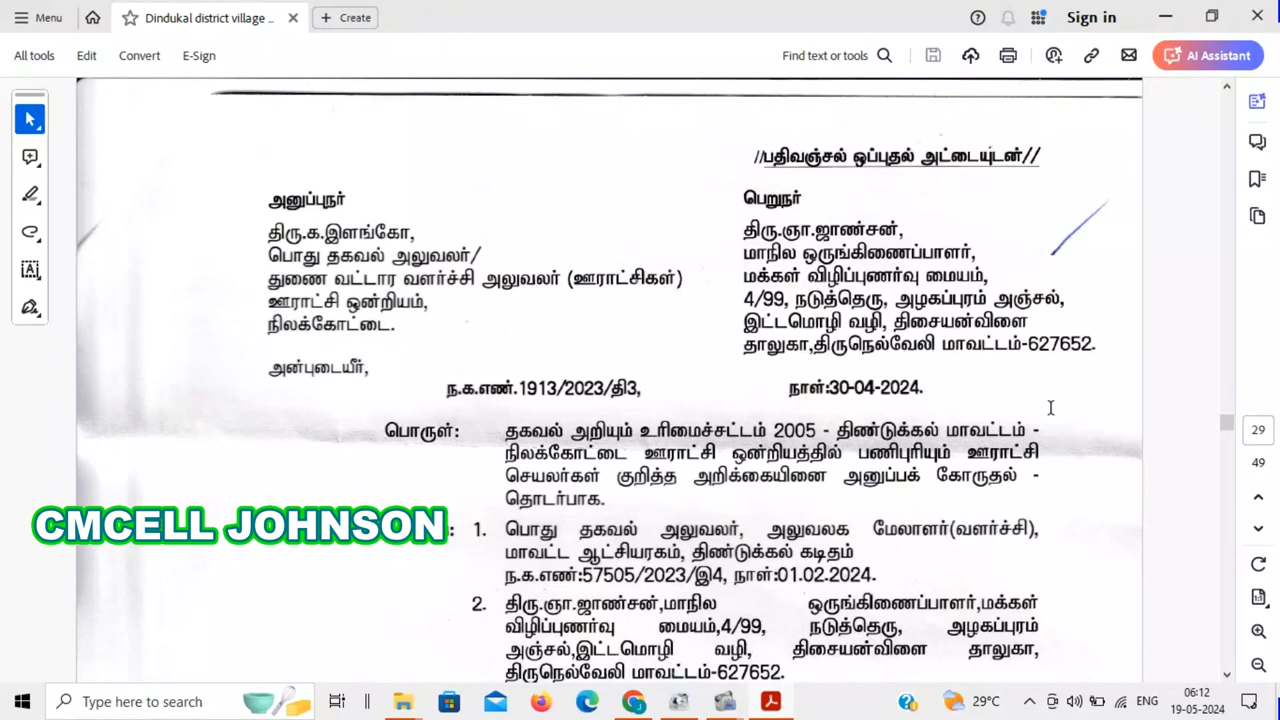 Menu
Dindukal district village ...
Create
Sign in
All tools
Edit
Convert
E-Sign
Find text or tools
AI Assistant
//பதிவஞ்சல் ஒப்புதல் அட்டையுடன்//
அனுப்புநர்
திரு.க.இளங்கோ,
பொது தகவல் அலுவலர்/
துணை வட்டார வளர்ச்சி அலுவலர் (ஊராட்சிகள்)
ஊராட்சி ஒன்றியம்,
நிலக்கோட்டை.
பெறுநர்
திரு.ஞா.ஜாண்சன்,
மாநில ஒருங்கிணைப்பாளர்,
மக்கள் விழிப்புணர்வு மையம்,
4/99, நடுத்தெரு, அழகப்புரம் அஞ்சல்,
இட்டமொழி வழி, திசையன்விளை
தாலுகா,திருநெல்வேலி மாவட்டம்-627652.
அன்புடையீர்,
ந.க.எண்.1913/2023/தி3, நாள்:30-04-2024.
பொருள்: தகவல் அறியும் உரிமைச்சட்டம் 2005 - திண்டுக்கல் மாவட்டம் -
நிலக்கோட்டை ஊராட்சி ஒன்றியத்தில் பணிபுரியும் ஊராட்சி
செயலர்கள் குறித்த அறிக்கையினை அனுப்பக் கோருதல் -
தொடர்பாக.
CMCELL JOHNSON
: 1. பொது தகவல் அலுவலர், அலுவலக மேலாளர்(வளர்ச்சி),
மாவட்ட ஆட்சியரகம், திண்டுக்கல் கடிதம்
ந.க.எண்:57505/2023/இ4, நாள்:01.02.2024.
2. திரு.ஞா.ஜாண்சன்,மாநில ஒருங்கிணைப்பாளர்,மக்கள்
விழிப்புணர்வு மையம்,4/99, நடுத்தெரு, அழகப்புரம்
அஞ்சல்,இட்டமொழி வழி, திசையன்விளை தாலுகா,
திருநெல்வேலி மாவட்டம்-627652.
29
49
Type here to search
29°C
ENG
06:12
19-05-2024